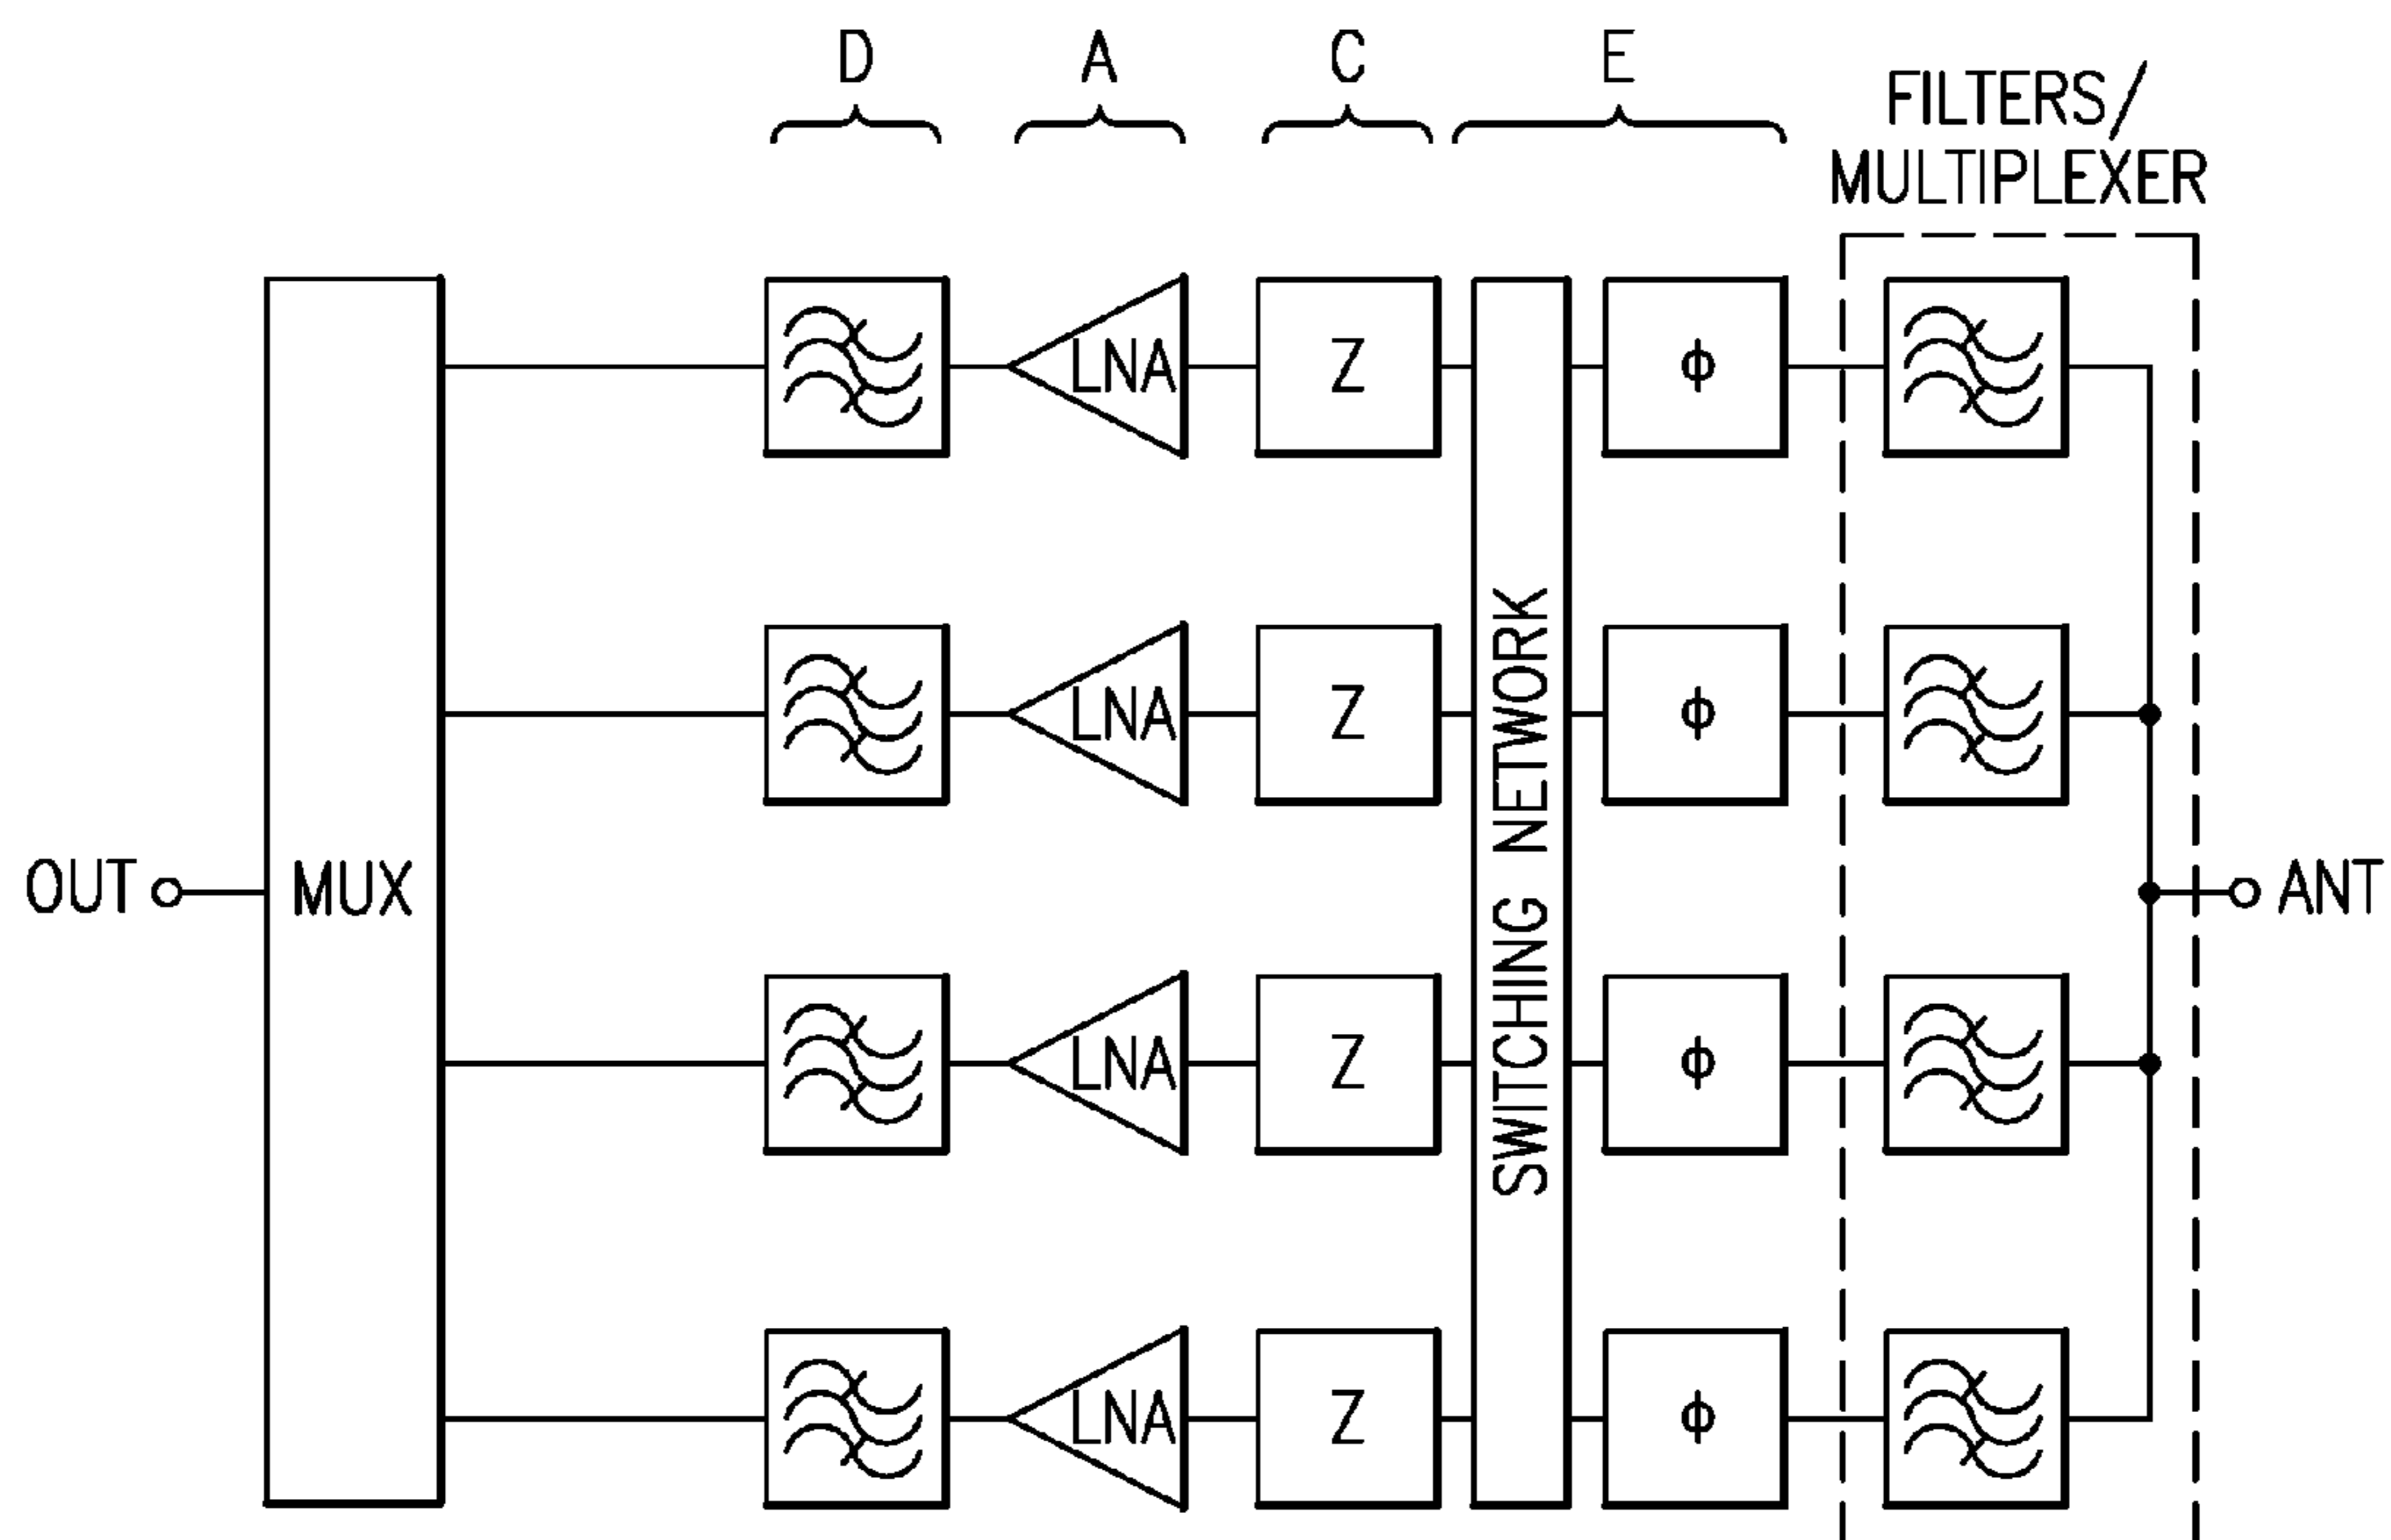 D A C E
FILTERS/
MULTIPLEXER
LNA Z ϕ
LNA Z ϕ
SWITCHING NETWORK
OUT MUX ANT
LNA Z ϕ
LNA Z ϕ